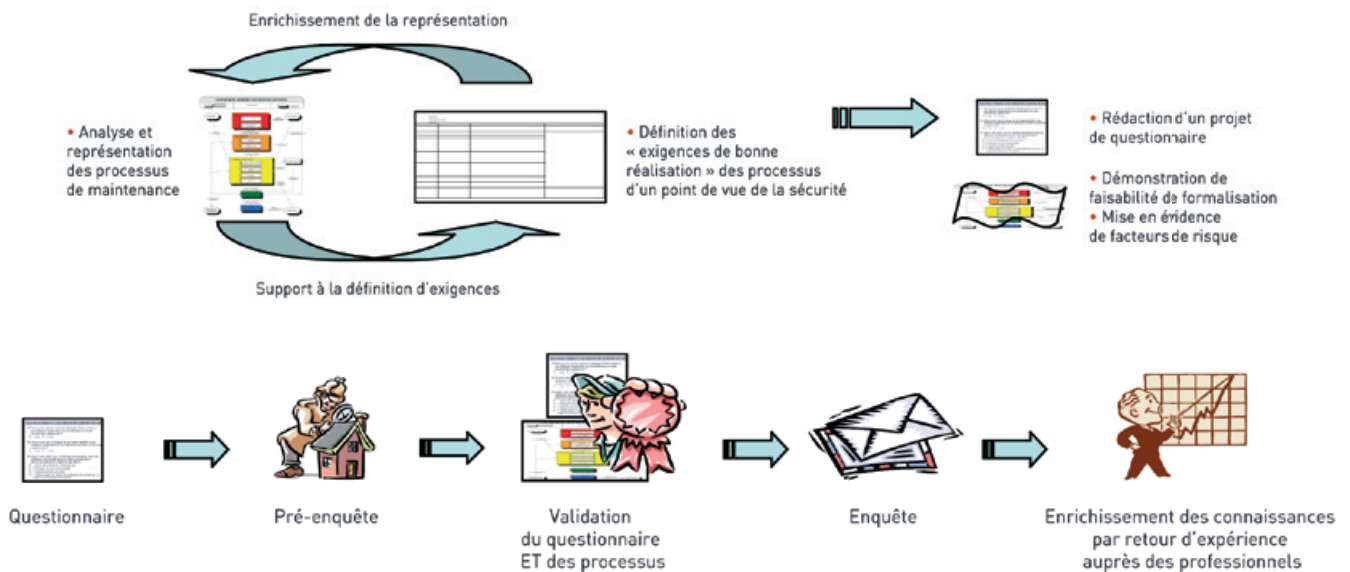 Enrichissement de la représentation
• Analyse et
représentation
des processus
de maintenance
• Définition des
« exigences de bonne
réalisation » des processus
d'un point de vue de la sécurité
• Rédaction d'un projet
de questionnaire
• Démonstration de
faisabilité de formalisation
• Mise en évidence
de facteurs de risque
Support à la définition d'exigences
Questionnaire
Pré-enquête
Validation
du questionnaire
ET des processus
Enquête
Enrichissement des connaissances
par retour d'expérience
auprès des professionnels